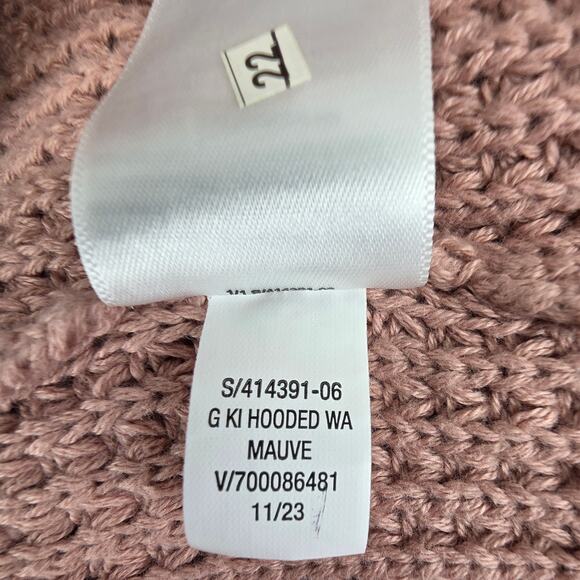 22
S/414391-06
G KI HOODED WA
MAUVE
V/700086481
11/23